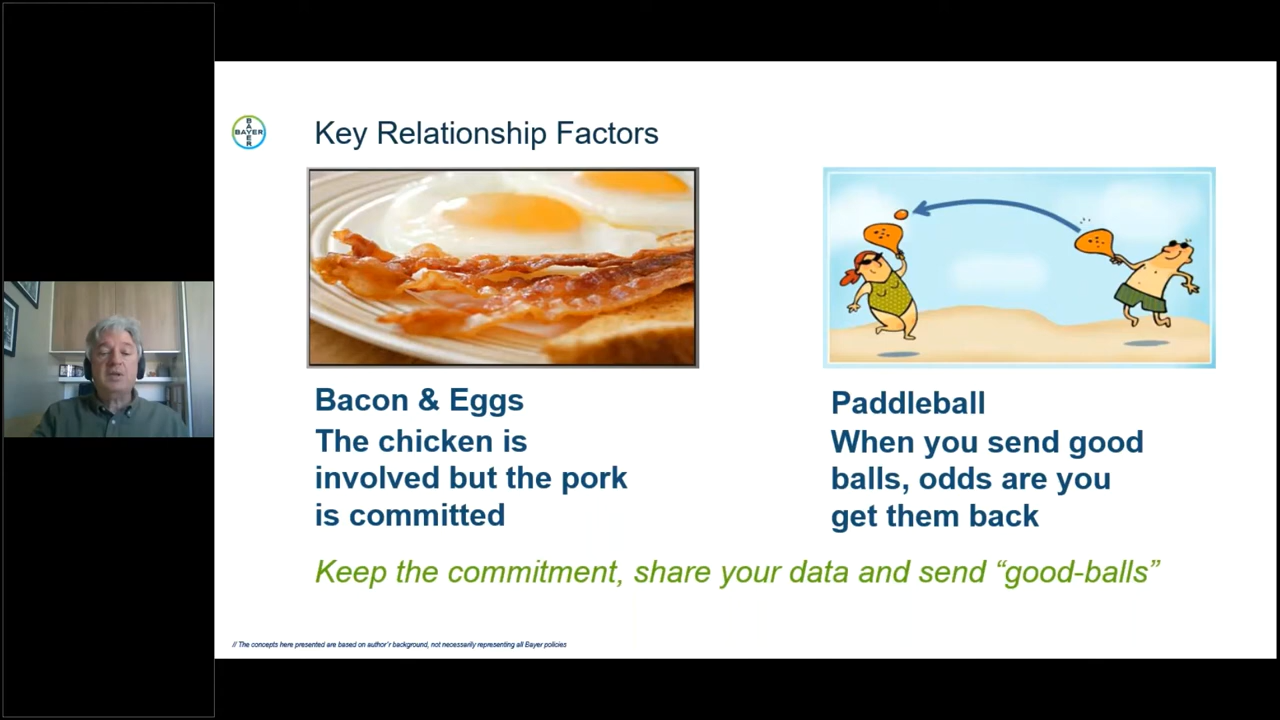 BAYER
BAYER
Key Relationship Factors
Bacon & Eggs
The chicken is
involved but the pork
is committed
Paddleball
When you send good
balls, odds are you
get them back
Keep the commitment, share your data and send “good-balls”
// The concepts here presented are based on author’r background, not necessarily representing all Bayer policies